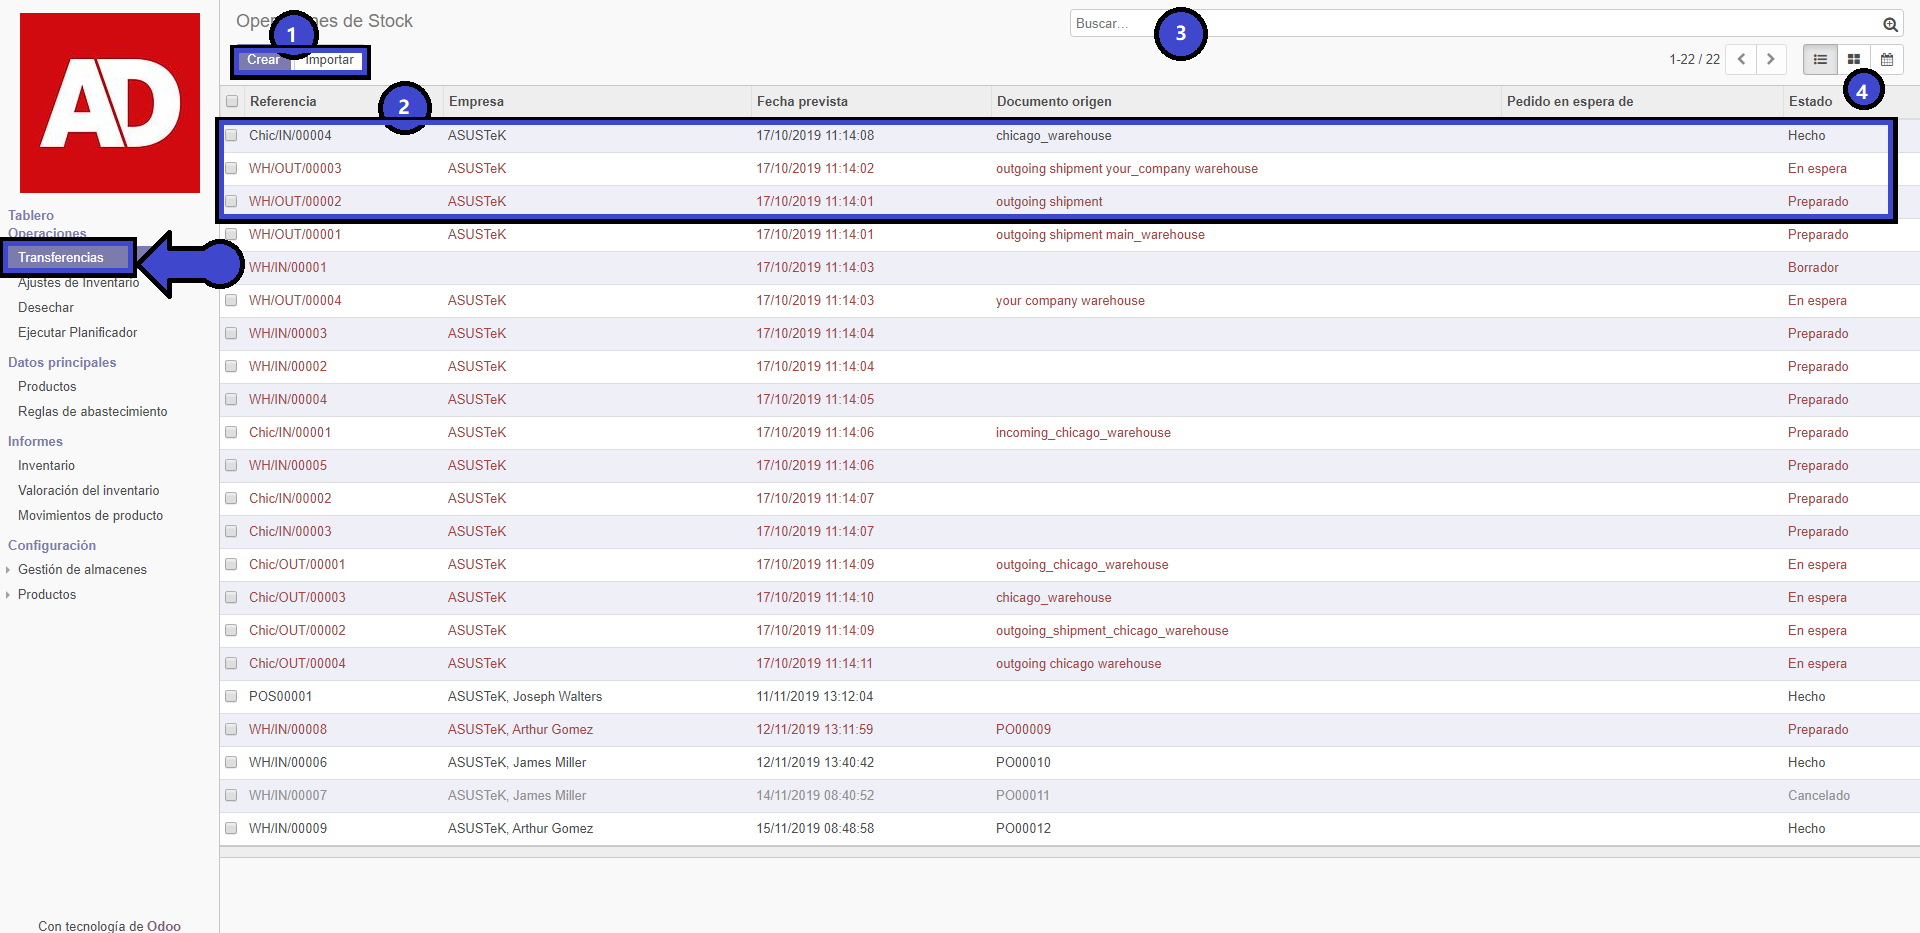 AD
Tablero
Operaciones
Transferencias
Ajustes de Inventario
Desechar
Ejecutar Planificador
Datos principales
Productos
Reglas de abastecimiento
Informes
Inventario
Valoración del inventario
Movimientos de producto
Configuración
Gestión de almacenes
Productos
Con tecnología de Odoo
de Stock
1
Buscar...
3
Crear Importar
1-22 / 22
4
2
Referencia Empresa Fecha prevista Documento origen Pedido en espera de Estado
Chic/IN/00004 ASUSTeK 17/10/2019 11:14:08 chicago_warehouse Hecho
WH/OUT/00003 ASUSTeK 17/10/2019 11:14:02 outgoing shipment your_company warehouse En espera
WH/OUT/00002 ASUSTeK 17/10/2019 11:14:01 outgoing shipment Preparado
WH/OUT/00001 ASUSTeK 17/10/2019 11:14:01 outgoing shipment main_warehouse Preparado
WH/IN/00001 17/10/2019 11:14:03 Borrador
WH/OUT/00004 ASUSTeK 17/10/2019 11:14:03 your company warehouse En espera
WH/IN/00003 ASUSTeK 17/10/2019 11:14:04 Preparado
WH/IN/00002 ASUSTeK 17/10/2019 11:14:04 Preparado
WH/IN/00004 ASUSTeK 17/10/2019 11:14:05 Preparado
Chic/IN/00001 ASUSTeK 17/10/2019 11:14:06 incoming_chicago_warehouse Preparado
WH/IN/00005 ASUSTeK 17/10/2019 11:14:06 Preparado
Chic/IN/00002 ASUSTeK 17/10/2019 11:14:07 Preparado
Chic/IN/00003 ASUSTeK 17/10/2019 11:14:07 Preparado
Chic/OUT/00001 ASUSTeK 17/10/2019 11:14:09 outgoing_chicago_warehouse En espera
Chic/OUT/00003 ASUSTeK 17/10/2019 11:14:10 chicago_warehouse En espera
Chic/OUT/00002 ASUSTeK 17/10/2019 11:14:09 outgoing_shipment_chicago_warehouse En espera
Chic/OUT/00004 ASUSTeK 17/10/2019 11:14:11 outgoing chicago warehouse En espera
POS00001 ASUSTeK, Joseph Walters 11/11/2019 13:12:04 Hecho
WH/IN/00008 ASUSTeK, Arthur Gomez 12/11/2019 13:11:59 PO00009 Preparado
WH/IN/00006 ASUSTeK, James Miller 12/11/2019 13:40:42 PO00010 Hecho
WH/IN/00007 ASUSTeK, James Miller 14/11/2019 08:40:52 PO00011 Cancelado
WH/IN/00009 ASUSTeK, Arthur Gomez 15/11/2019 08:48:58 PO00012 Hecho